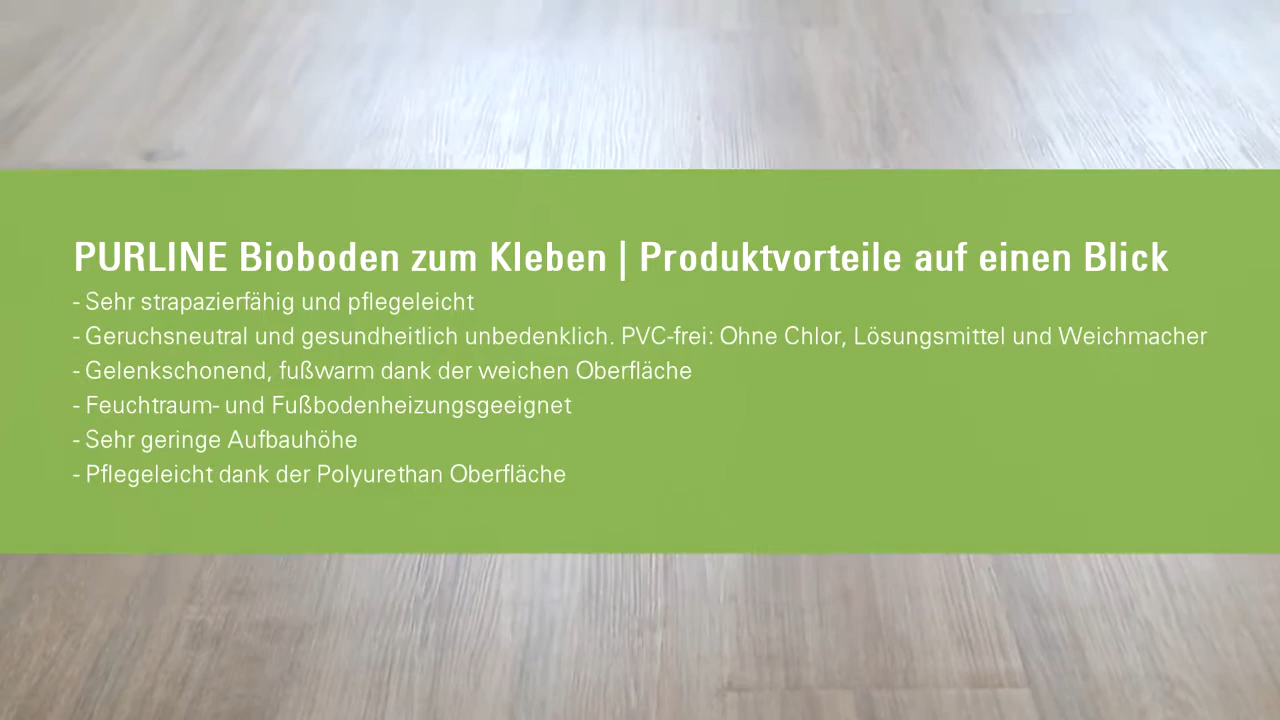 PURLINE Bioboden zum Kleben | Produktvorteile auf einen Blick
- Sehr strapazierfähig und pflegeleicht
- Geruchsneutral und gesundheitlich unbedenklich. PVC-frei: Ohne Chlor, Lösungsmittel und Weichmacher
- Gelenkschonend, fußwarm dank der weichen Oberfläche
- Feuchtraum- und Fußbodenheizungsgeeignet
- Sehr geringe Aufbauhöhe
- Pflegeleicht dank der Polyurethan Oberfläche